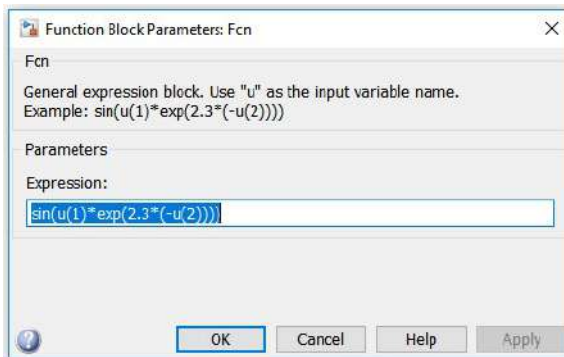 Function Block Parameters: Fcn
Fcn
General expression block. Use "u" as the input variable name.
Example: sin(u(1)*exp(2.3*(-u(2))))
Parameters
Expression:
sin(u(1)*exp(2.3*(-u(2))))
OK Cancel Help Apply